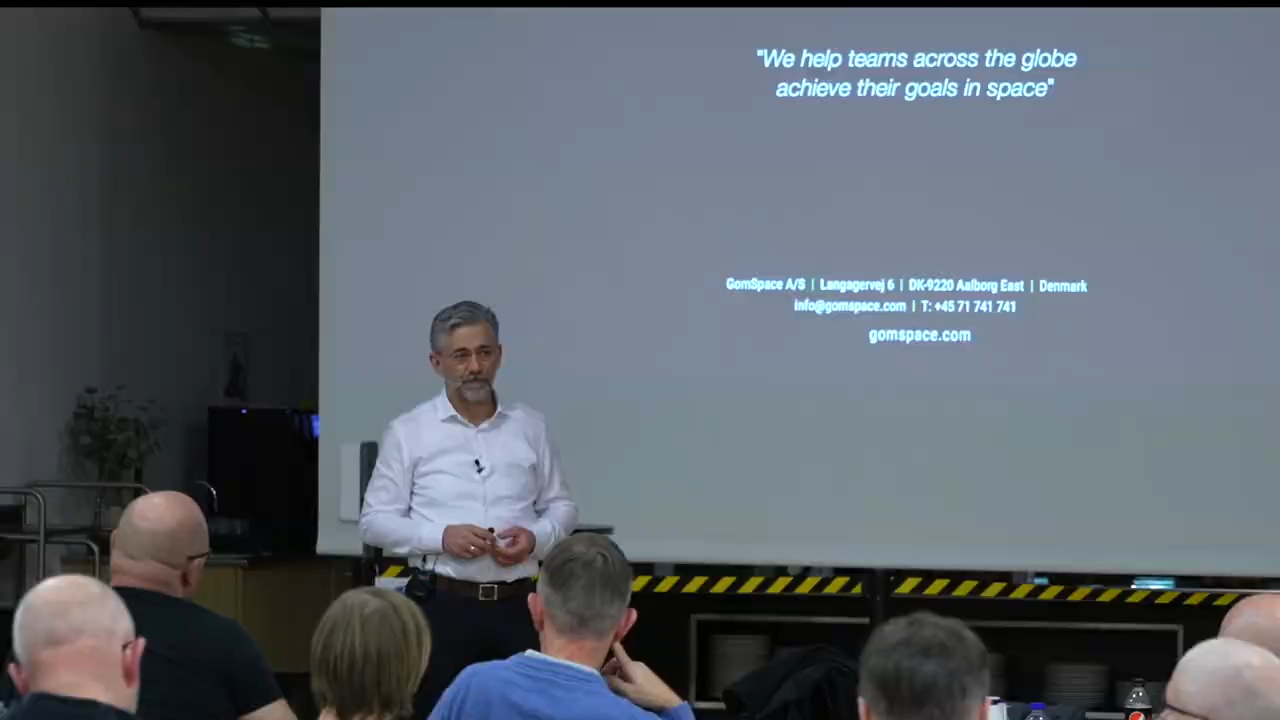 "We help teams across the globe
achieve their goals in space"
GomSpace A/S | Langagervej 6 | DK-9220 Aalborg East | Denmark
info@gomspace.com | T: +45 71 741 741
gomspace.com